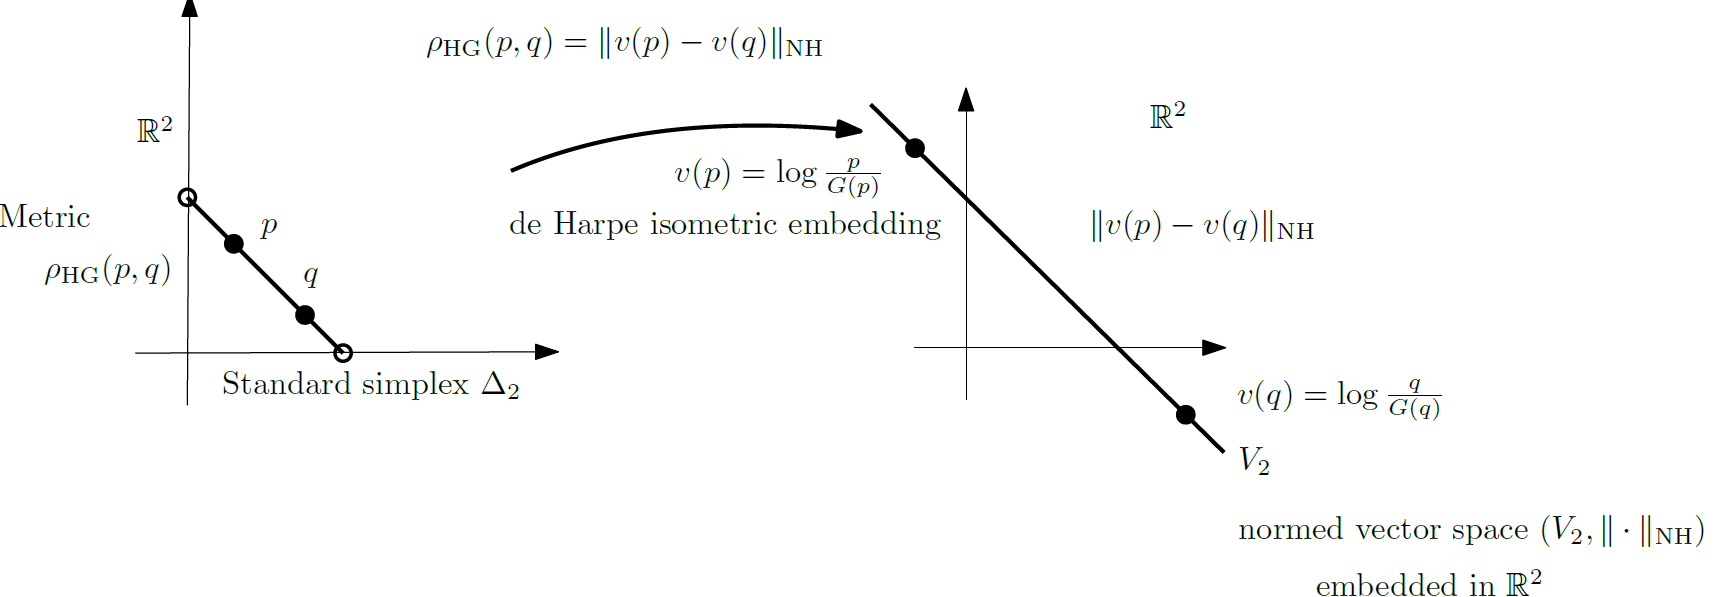 ρ_HG(p, q) = ‖v(p) − v(q)‖_NH
ℝ²
ℝ²
v(p) = log p/G(p)
Metric
p
de Harpe isometric embedding
‖v(p) − v(q)‖_NH
ρ_HG(p, q)
q
Standard simplex Δ₂
v(q) = log q/G(q)
V₂
normed vector space (V₂, ‖ · ‖_NH)
embedded in ℝ²